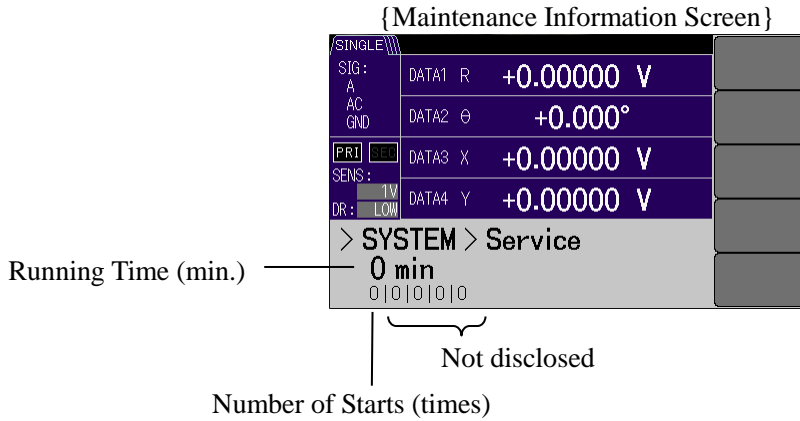 {Maintenance Information Screen}
SINGLE
SIG:
A
AC
GND
DATA1 R +0.00000 V
DATA2 θ +0.000°
PRI SEC
SENS:
1V
DR: LOW
DATA3 X +0.00000 V
DATA4 Y +0.00000 V
> SYSTEM > Service
Running Time (min.)
0 min
0|0|0|0|0
Not disclosed
Number of Starts (times)